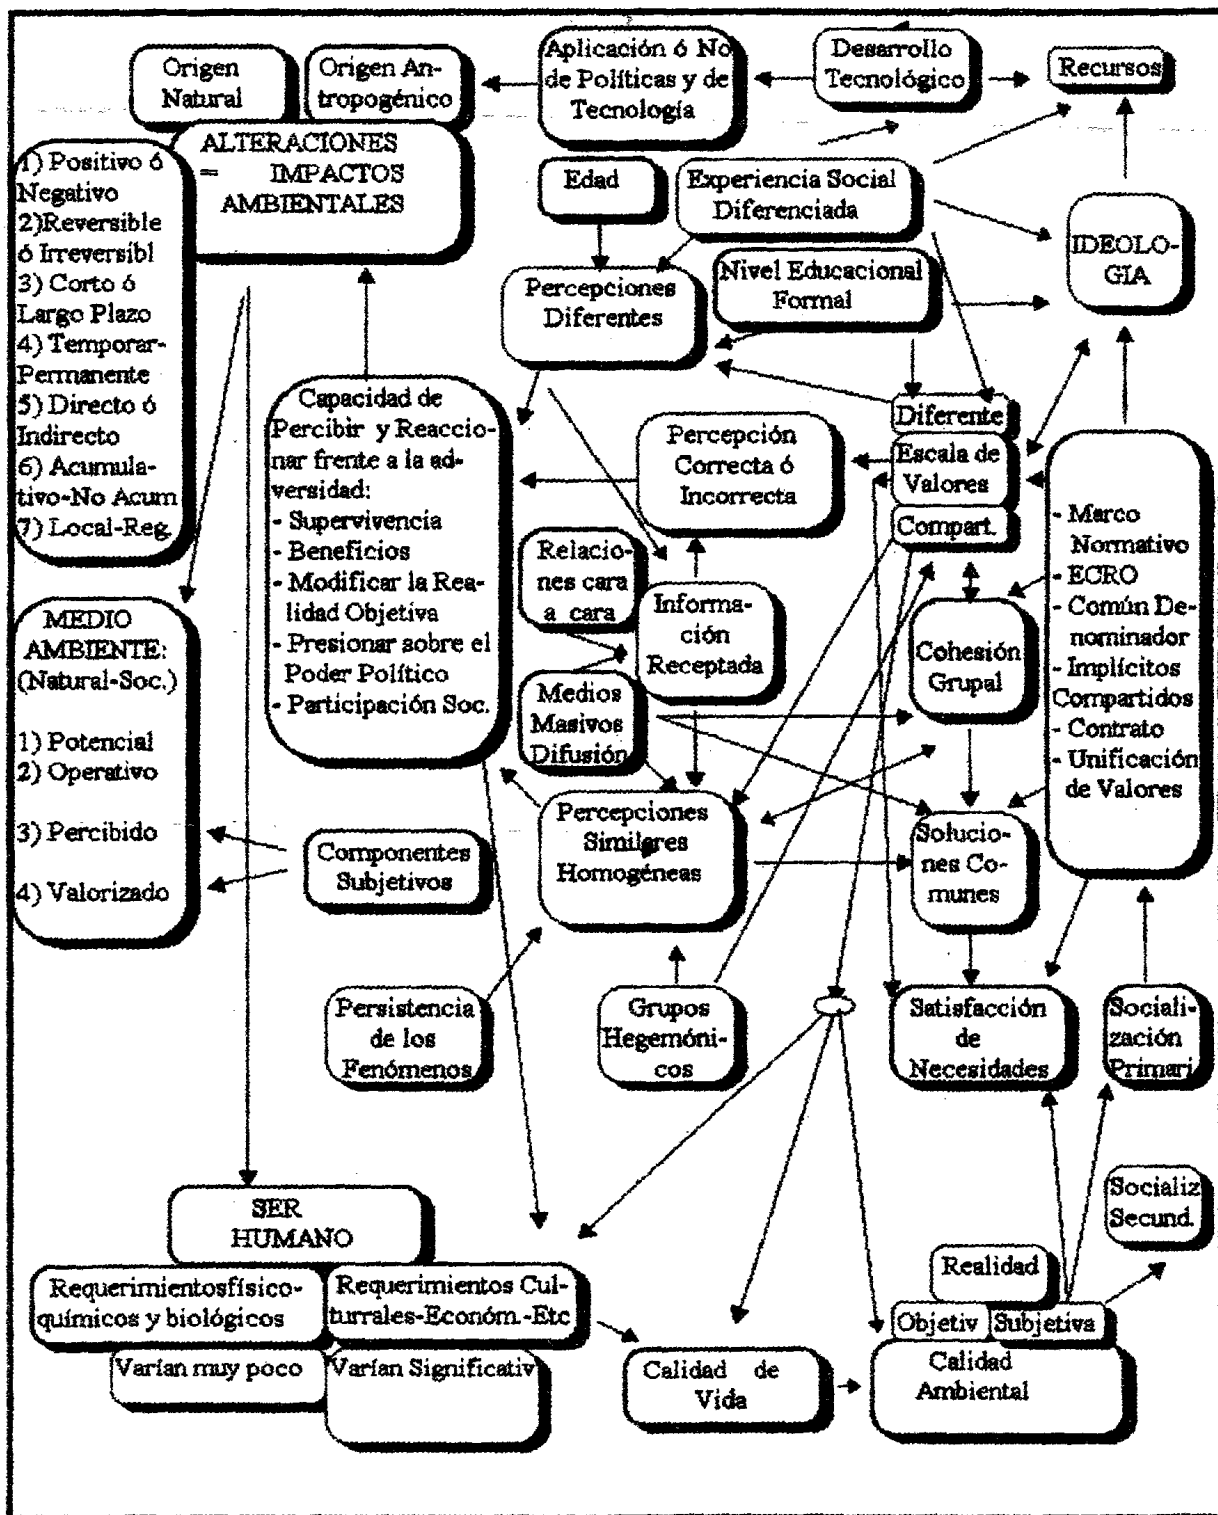 Origen
Natural
Origen An-
tropogénico
Aplicación ó No
de Políticas y de
Tecnología
Desarrollo
Tecnológico
Recursos
ALTERACIONES
= IMPACTOS
AMBIENTALES
1) Positivo ó
Negativo
2)Reversible
ó Irreversibl
3) Corto ó
Largo Plazo
4) Temporar-
Permanente
5) Directo ó
Indirecto
6) Acumula-
tivo-No Acum
7) Local-Reg.
Edad
Experiencia Social
Diferenciada
IDEOLO-
GIA
Nivel Educacional
Formal
Percepciones
Diferentes
Capacidad de
Percibir y Reaccio-
nar frente a la ad-
versidad:
- Supervivencia
- Beneficios
- Modificar la Rea-
lidad Objetiva
- Presionar sobre el
Poder Político
- Participación Soc.
Percepción
Correcta ó
Incorrecta
Diferente
Escala de
Valores
Compart.
- Marco
Normativo
- ECRO
- Común De-
nominador
- Implícitos
Compartidos
- Contrato
- Unificación
de Valores
Relacio-
nes cara
a cara
Informa-
ción
Receptada
Cohesión
Grupal
MEDIO
AMBIENTE:
(Natural-Soc.)
1) Potencial
2) Operativo
3) Percibido
4) Valorizado
Medios
Masivos
Difusión
Componentes
Subjetivos
Percepciones
Similares
Homogéneas
Solucio-
nes Co-
munes
Persistencia
de los
Fenómenos
Grupos
Hegemóni-
cos
Satisfacción
de
Necesidades
Sociali-
zación
Primari
SER
HUMANO
Socializ
Secund.
Requerimientosfísico-
químicos y biológicos
Requerimientos Cul-
turrales-Económ.-Etc
Varían muy poco
Varían Significativ
Realidad
Objetiv
Subjetiva
Calidad de
Vida
Calidad
Ambiental